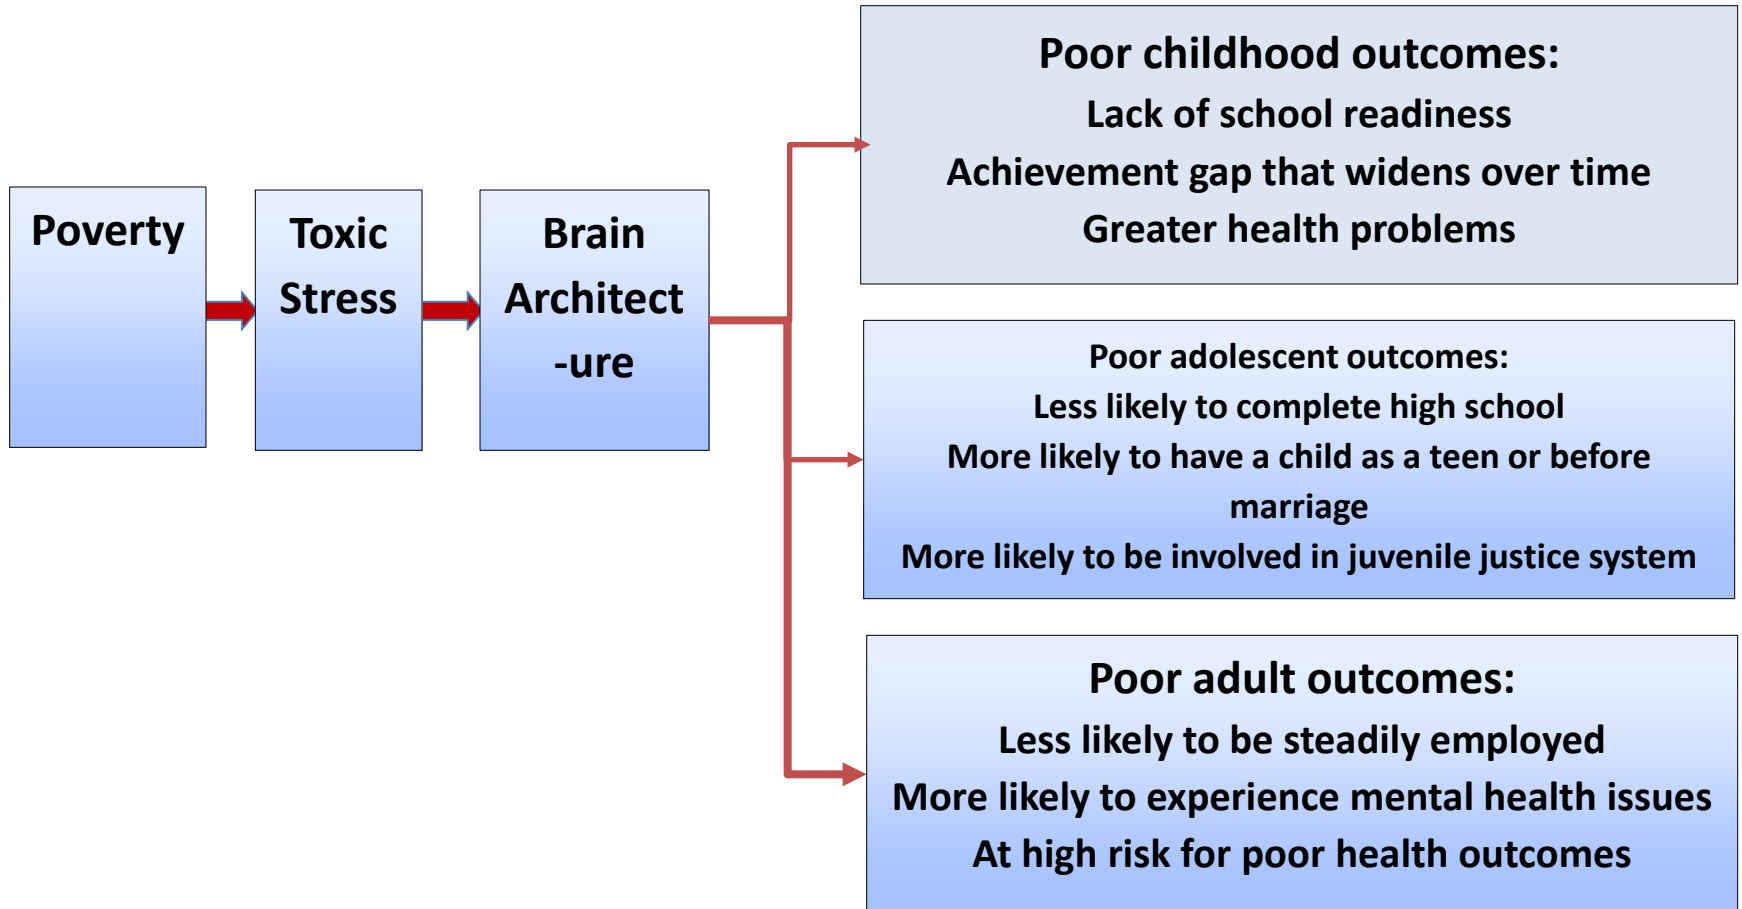 Poverty
Toxic
Stress
Brain
Architect
-ure
Poor childhood outcomes:
Lack of school readiness
Achievement gap that widens over time
Greater health problems
Poor adolescent outcomes:
Less likely to complete high school
More likely to have a child as a teen or before
marriage
More likely to be involved in juvenile justice system
Poor adult outcomes:
Less likely to be steadily employed
More likely to experience mental health issues
At high risk for poor health outcomes